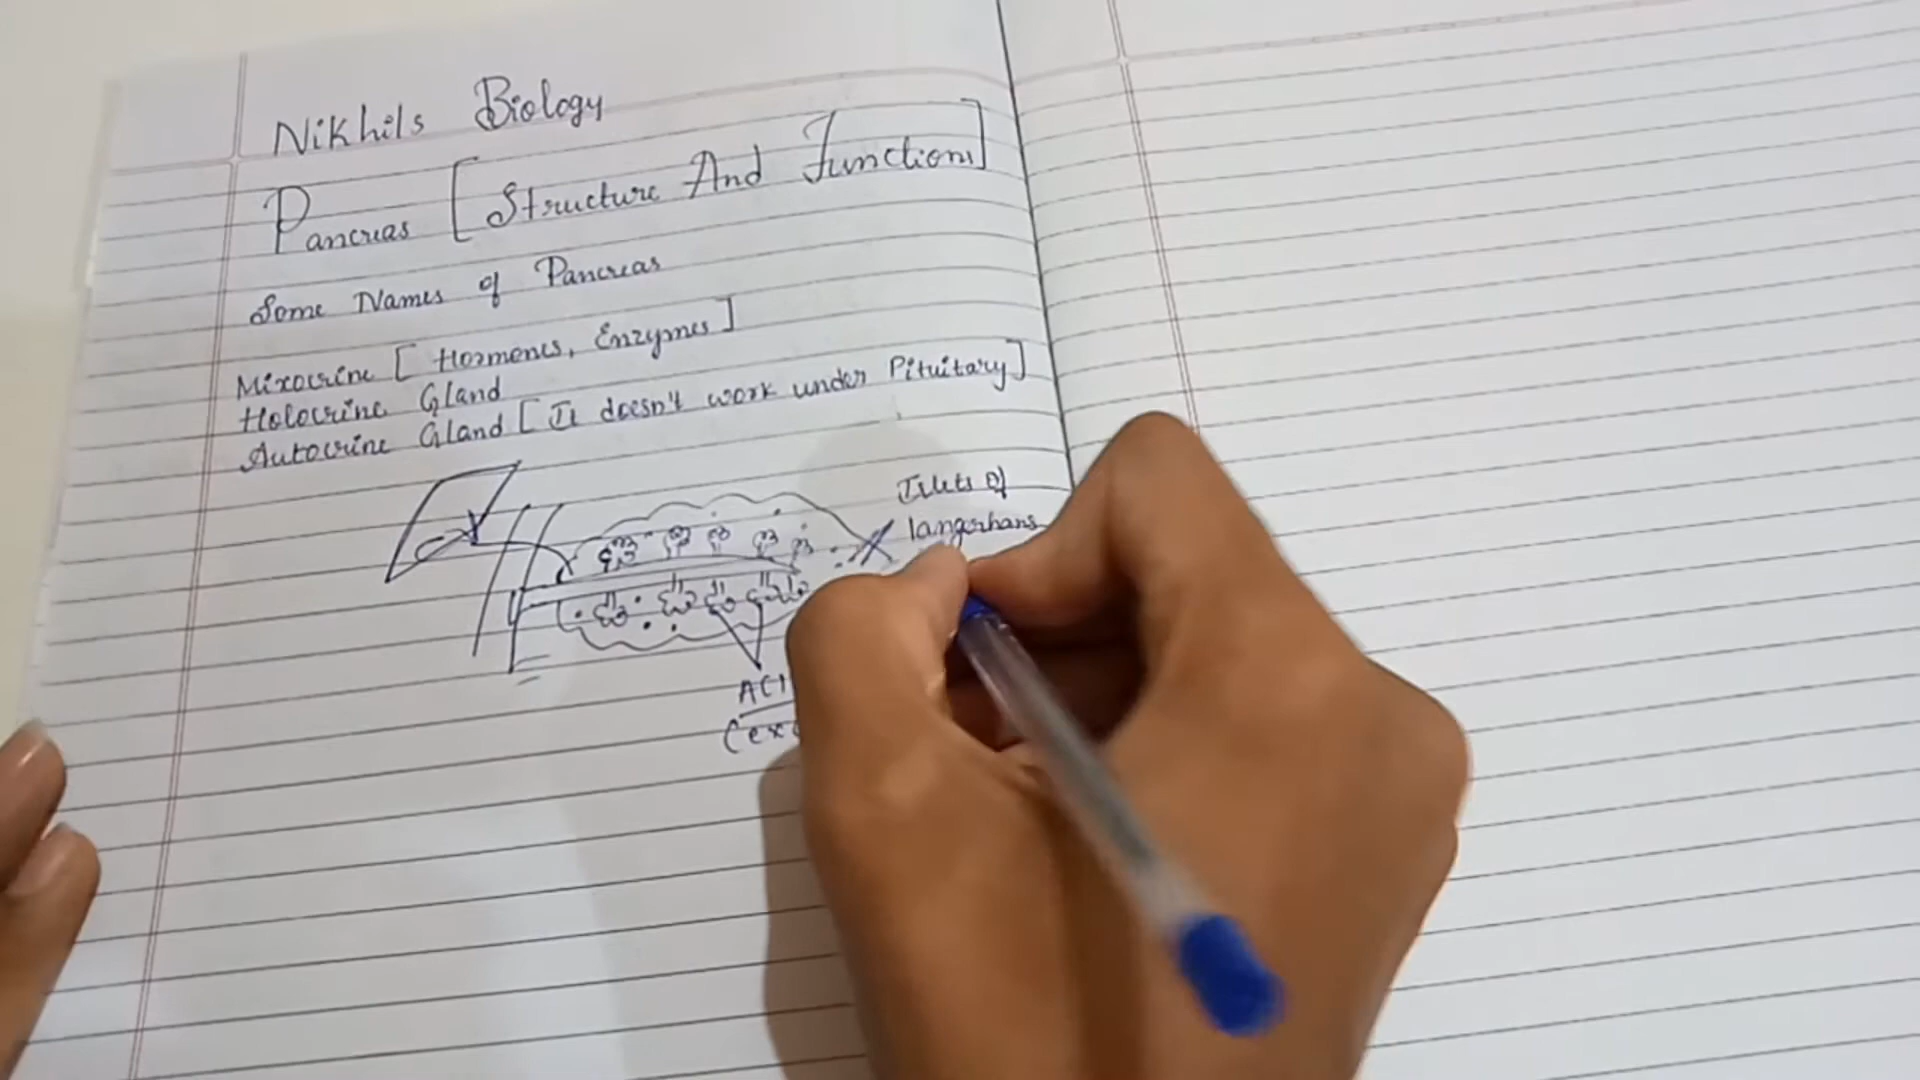 Nikhils Biology
Pancreas [Structure And Functions]
Some Names of Pancreas
Mixocrine [Hormones, Enzymes]
Holocrine Gland
Autocrine Gland [It doesn't work under Pituitary]
Islets of
langerhans